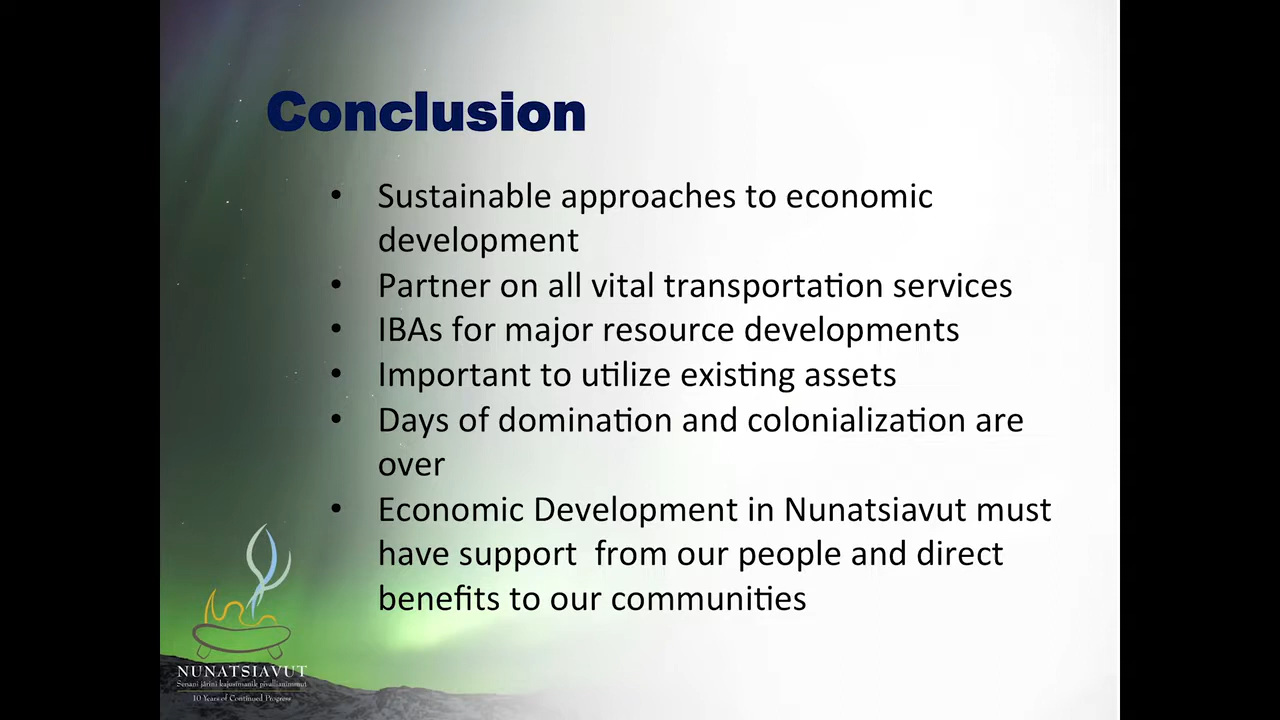 Conclusion
• Sustainable approaches to economic
development
• Partner on all vital transportation services
• IBAs for major resource developments
• Important to utilize existing assets
• Days of domination and colonialization are
over
• Economic Development in Nunatsiavut must
have support  from our people and direct
benefits to our communities
NUNATSIAVUT
10 Years of Continued Progress